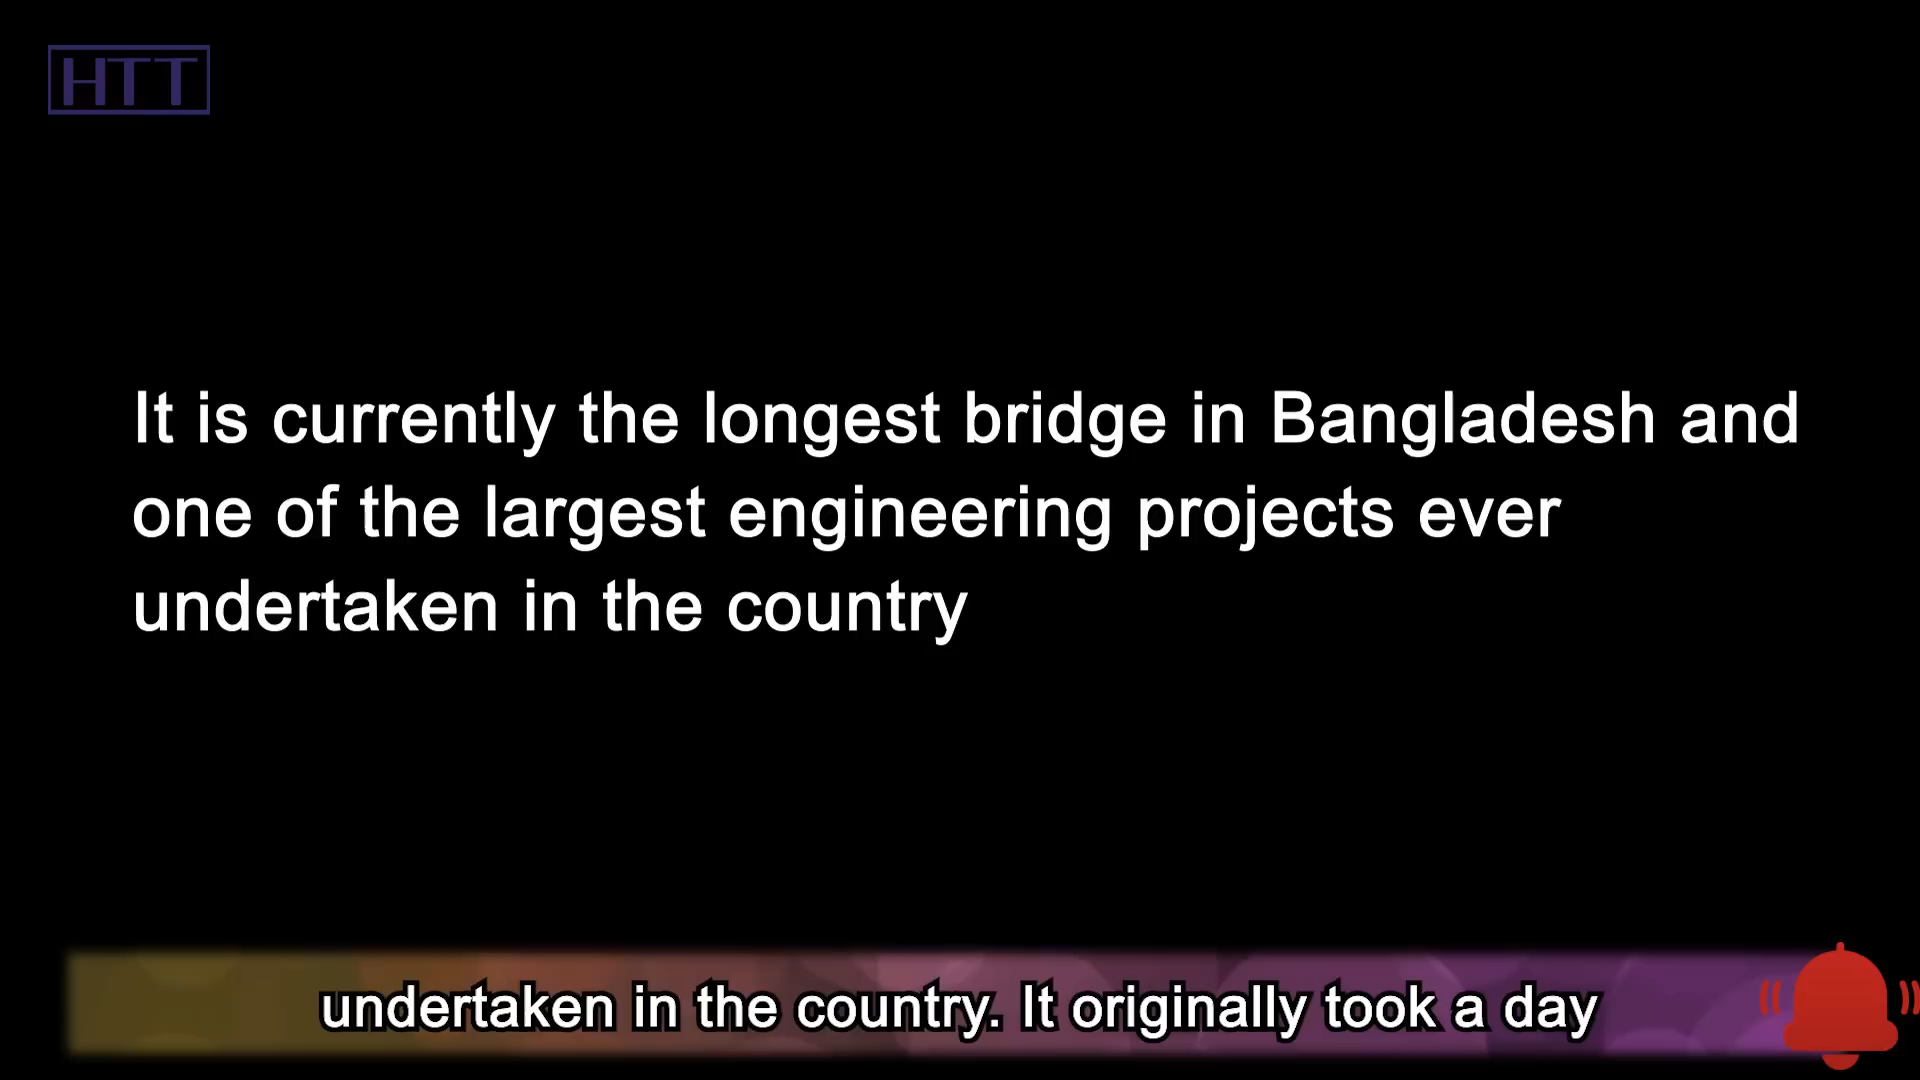 HTT
It is currently the longest bridge in Bangladesh and
one of the largest engineering projects ever
undertaken in the country
undertaken in the country. It originally took a day